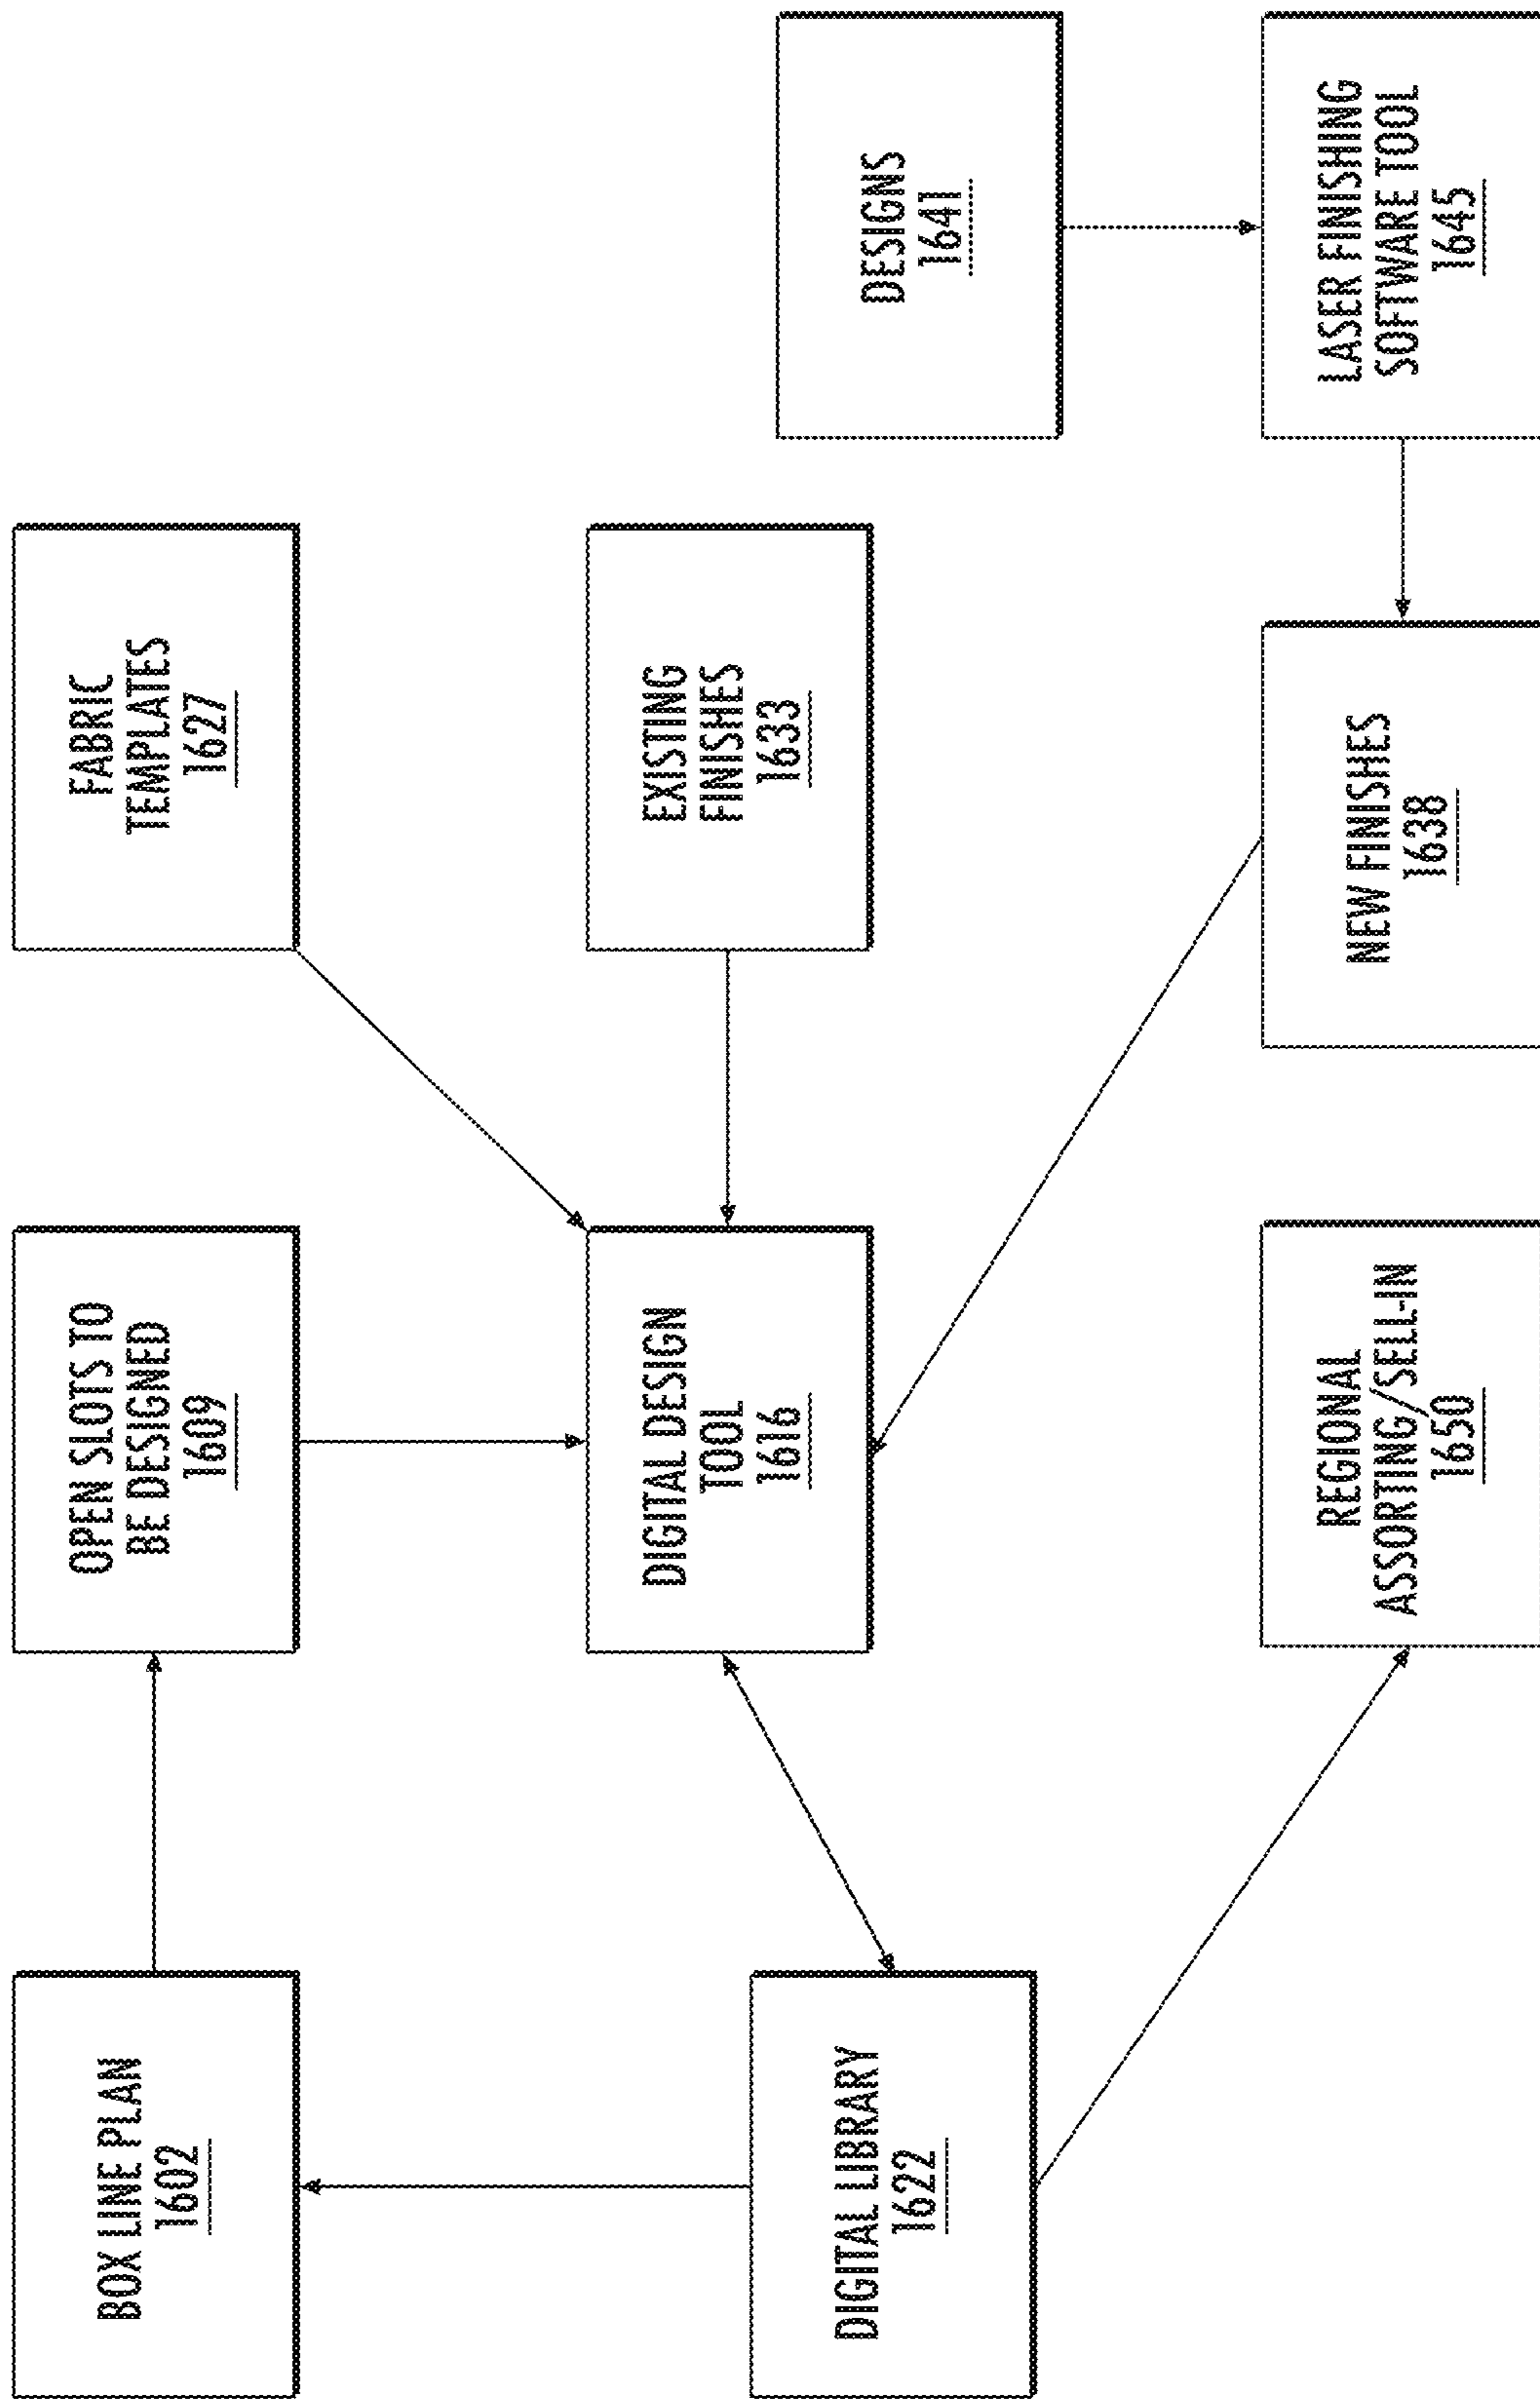 BOX LINE PLAN
1602
OPEN SLOTS TO
BE DESIGNED
1609
FABRIC
TEMPLATES
1627
DIGITAL DESIGN
TOOL
1616
EXISTING
FINISHES
1633
DIGITAL LIBRARY
1622
DESIGNS
1641
REGIONAL
ASSORTING/SELL-IN
1650
NEW FINISHES
1638
LASER FINISHING
SOFTWARE TOOL
1645